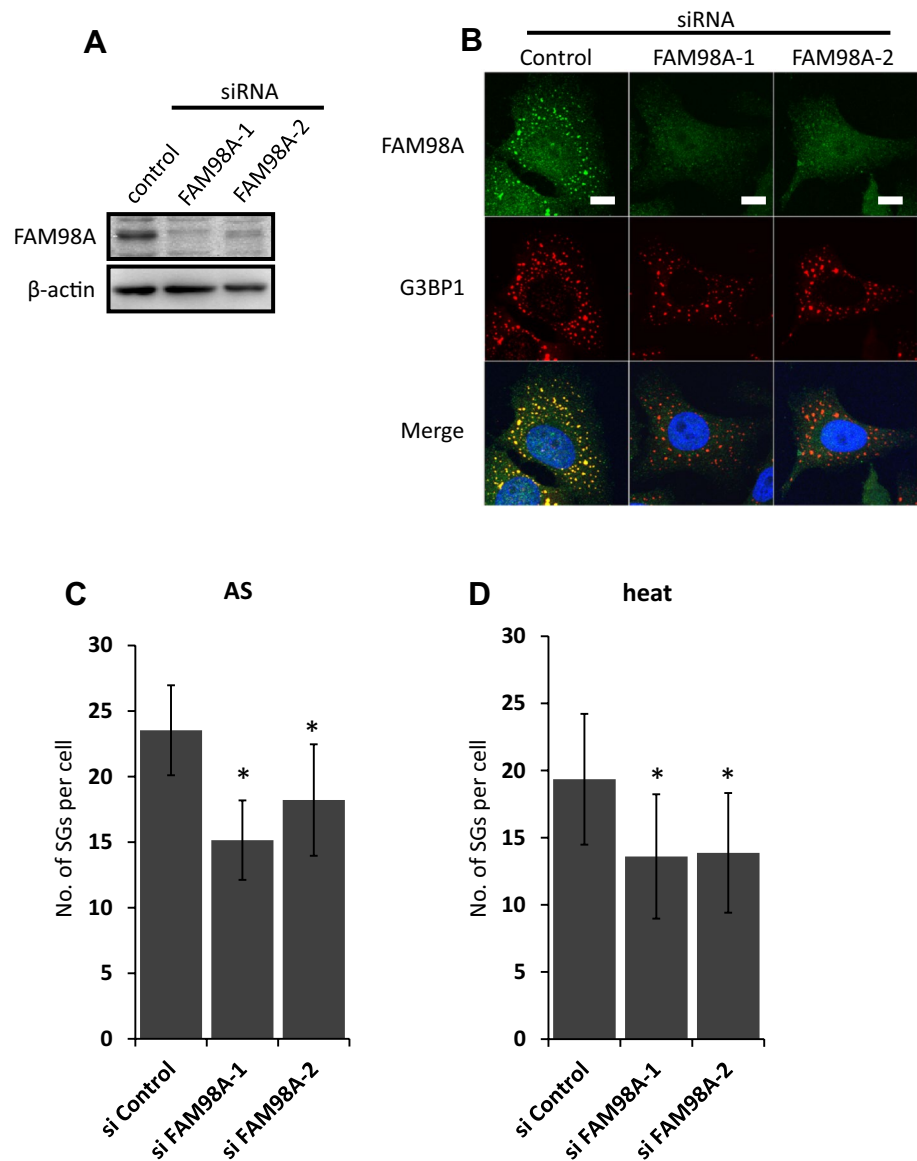 A
siRNA
control
FAM98A-1
FAM98A-2
FAM98A
β-actin
B
siRNA
Control
FAM98A-1
FAM98A-2
FAM98A
G3BP1
Merge
C
AS
No. of SGs per cell
30
25
20
15
10
5
0
*
*
si Control
si FAM98A-1
si FAM98A-2
D
heat
No. of SGs per cell
30
25
20
15
10
5
0
*
*
si Control
si FAM98A-1
si FAM98A-2